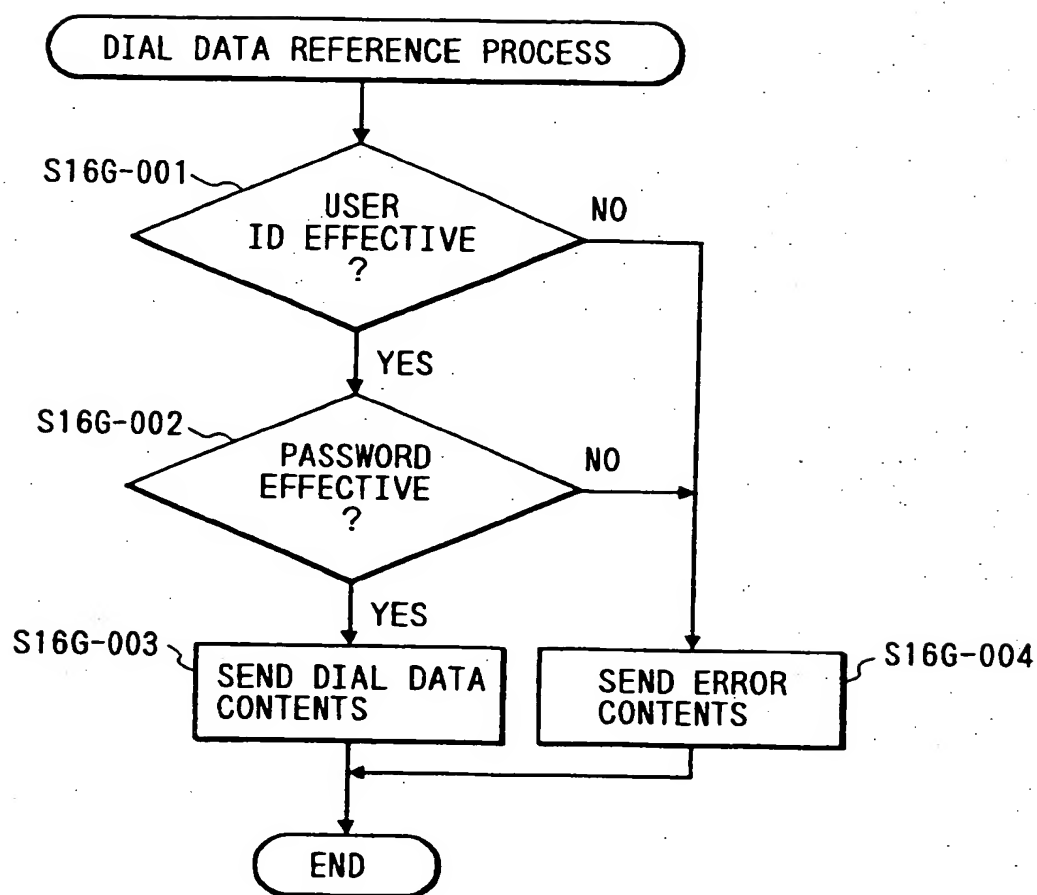 DIAL DATA REFERENCE PROCESS
S16G-001
USER
ID EFFECTIVE
?
NO
YES
S16G-002
PASSWORD
EFFECTIVE
?
NO
YES
S16G-003
SEND DIAL DATA
CONTENTS
SEND ERROR
CONTENTS
S16G-004
END